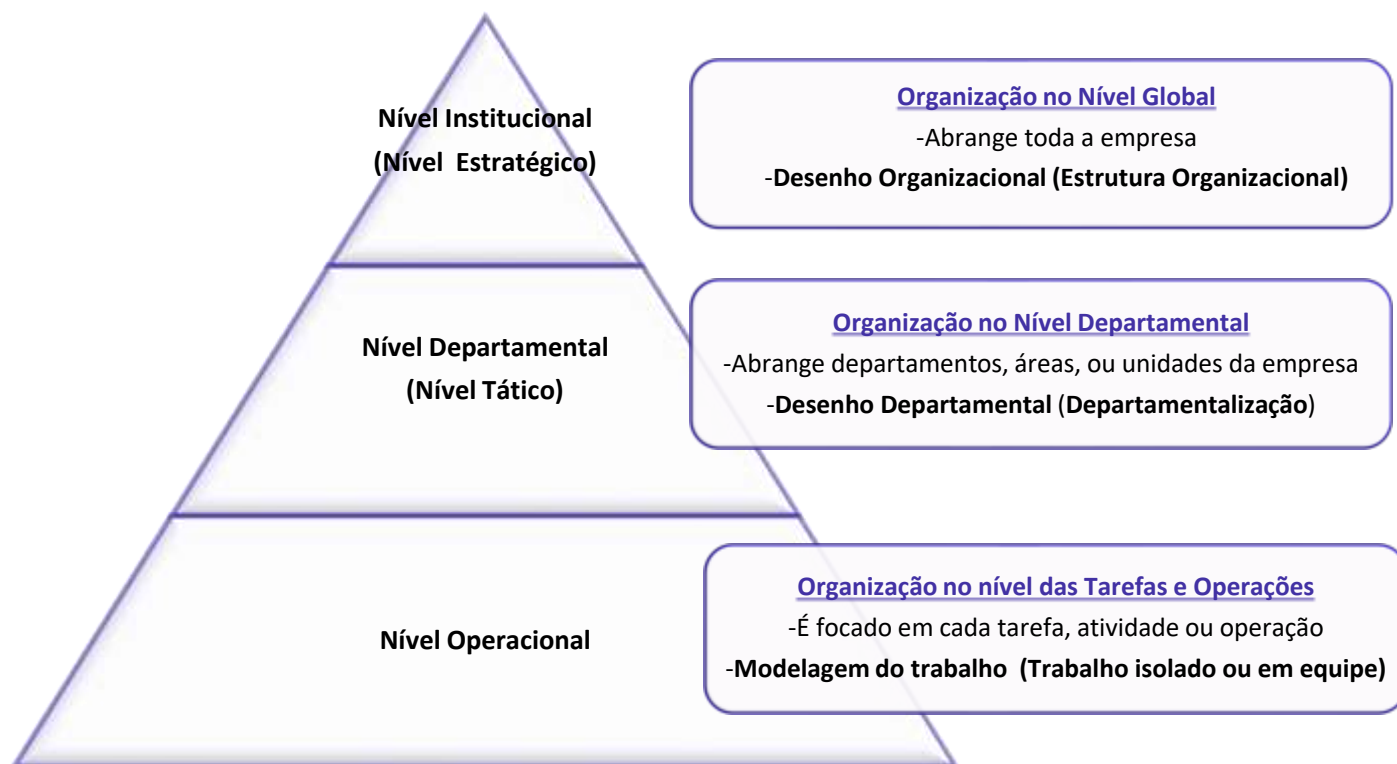 Nível Institucional
(Nível Estratégico)
Organização no Nível Global
-Abrange toda a empresa
-Desenho Organizacional (Estrutura Organizacional)
Nível Departamental
(Nível Tático)
Organização no Nível Departamental
-Abrange departamentos, áreas, ou unidades da empresa
-Desenho Departamental (Departamentalização)
Nível Operacional
Organização no nível das Tarefas e Operações
-É focado em cada tarefa, atividade ou operação
-Modelagem do trabalho (Trabalho isolado ou em equipe)